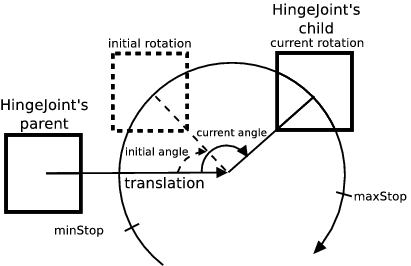 HingeJoint's
child
initial rotation
current rotation
HingeJoint's
parent
current angle
initial angle
translation
maxStop
minStop